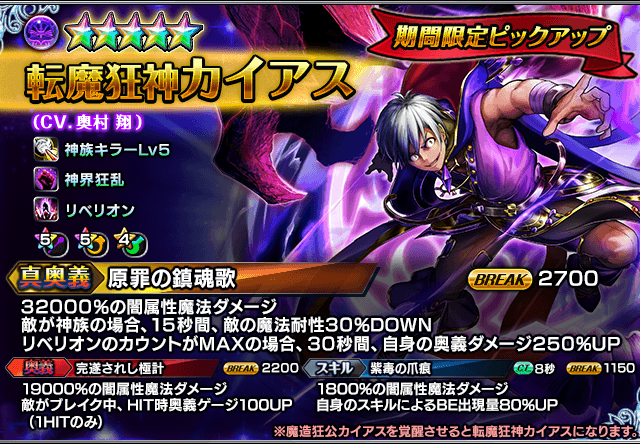 期間限定ピックアップ
転魔狂神カイアス
(CV.奥村 翔)
神族キラーLv5
神界狂乱
リベリオン
5 5 4
真奥義 原罪の鎮魂歌 BREAK 2700
32000%の闇属性魔法ダメージ
敵が神族の場合、15秒間、敵の魔法耐性30%DOWN
リベリオンのカウントがMAXの場合、30秒間、自身の奥義ダメージ250%UP
奥義 完遂されし極計 BREAK 2200
19000%の闇属性魔法ダメージ
敵がブレイク中、HIT時奥義ゲージ100UP
(1HITのみ)
スキル 紫毒の爪痕 C.T. 8秒 BREAK 1150
1800%の闇属性魔法ダメージ
自身のスキルによるBE出現量80%UP
※魔造狂公カイアスを覚醒させると転魔狂神カイアスになります。